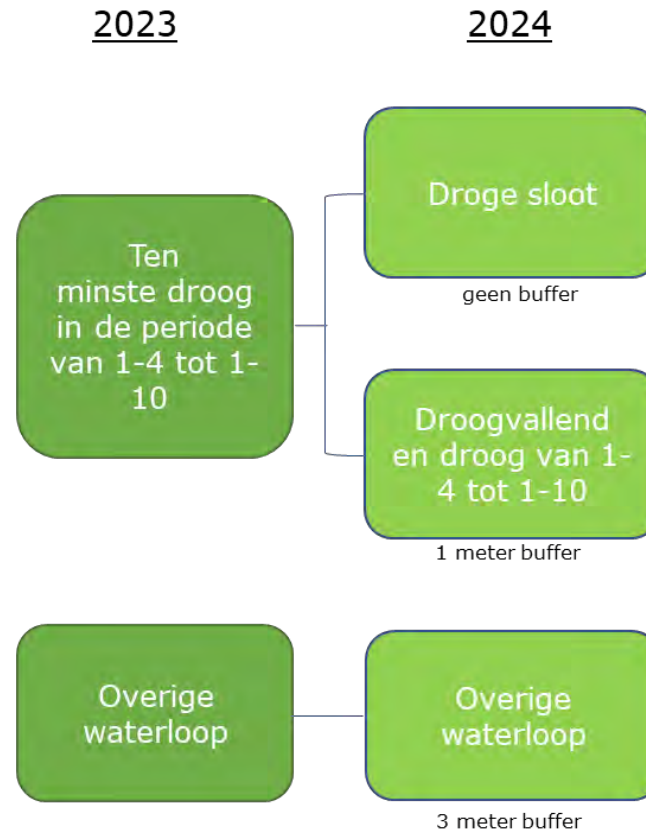 2023
2024
Ten
minste droog
in de periode
van 1-4 tot 1-
10
Droge sloot
geen buffer
Droogvallend
en droog van 1-
4 tot 1-10
1 meter buffer
Overige
waterloop
Overige
waterloop
3 meter buffer